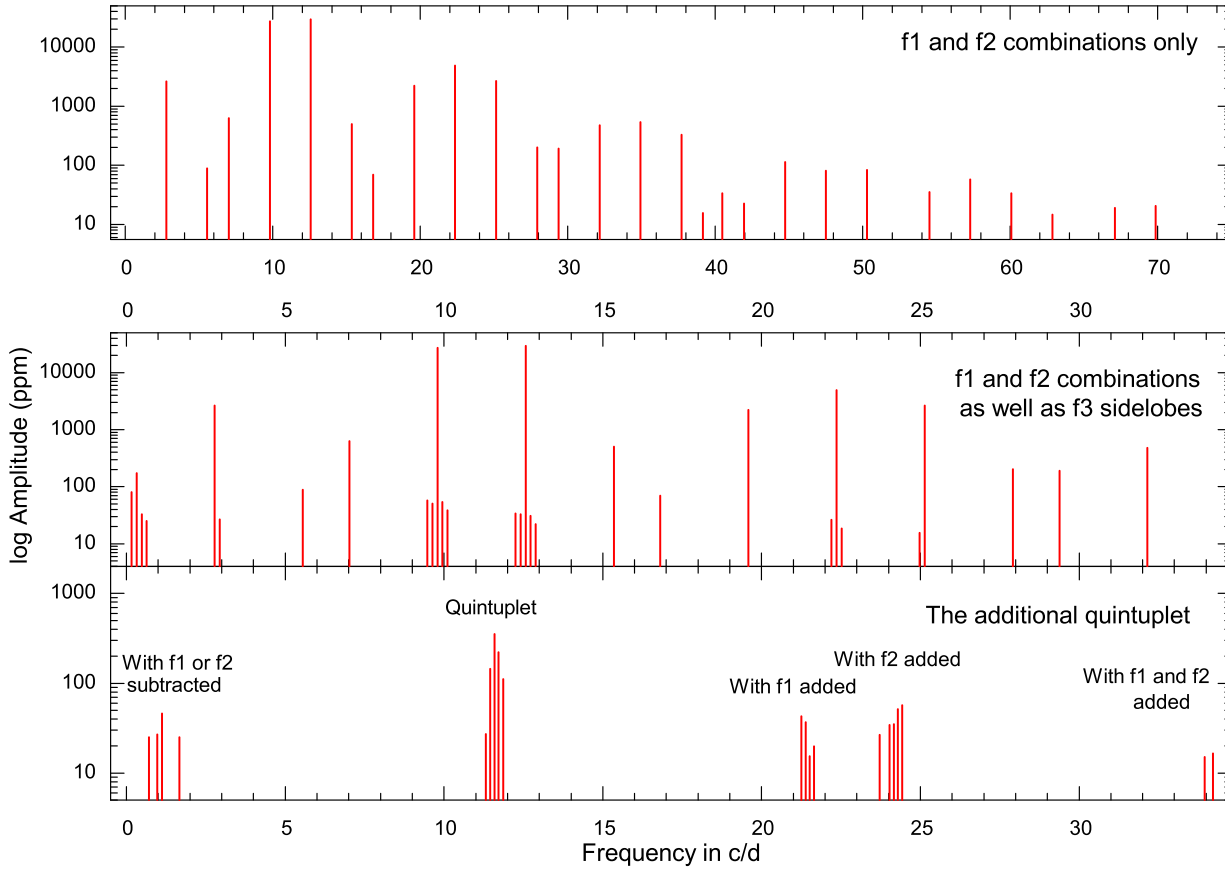 f1 and f2 combinations only
10000
1000
100
10
0 10 20 30 40 50 60 70
0 5 10 15 20 25 30
log Amplitude (ppm)
f1 and f2 combinations
as well as f3 sidelobes
10000
1000
100
10
The additional quintuplet
Quintuplet
With f1 or f2
subtracted
With f1 added
With f2 added
With f1 and f2
added
1000
100
10
0 5 10 15 20 25 30
Frequency in c/d